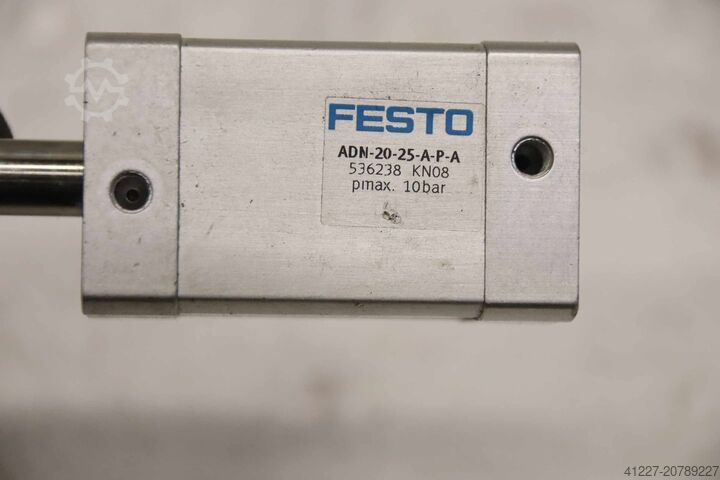 FESTO
ADN-20-25-A-P-A
536238 KN08
pmax. 10bar
41227-20789227